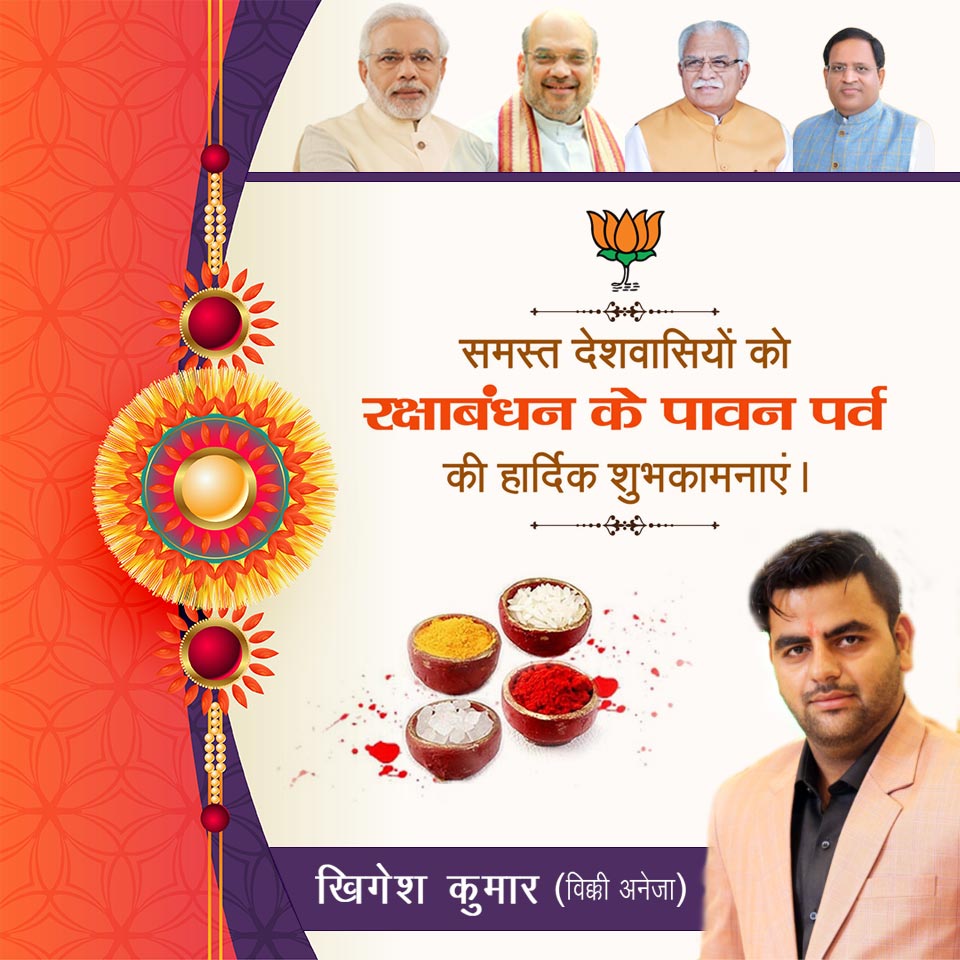 समस्त देशवासियों को
रक्षाबंधन के पावन पर्व
की हार्दिक शुभकामनाएं।
खिगेश कुमार (विक्की अनेजा)